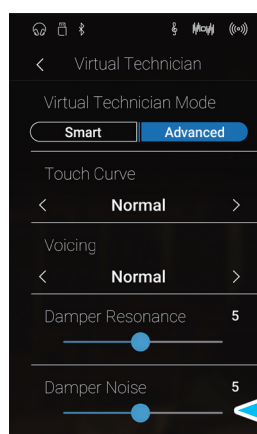 Virtual Technician
Virtual Technician Mode
Smart Advanced
Touch Curve
Normal
Voicing
Normal
Damper Resonance 5
Damper Noise 5